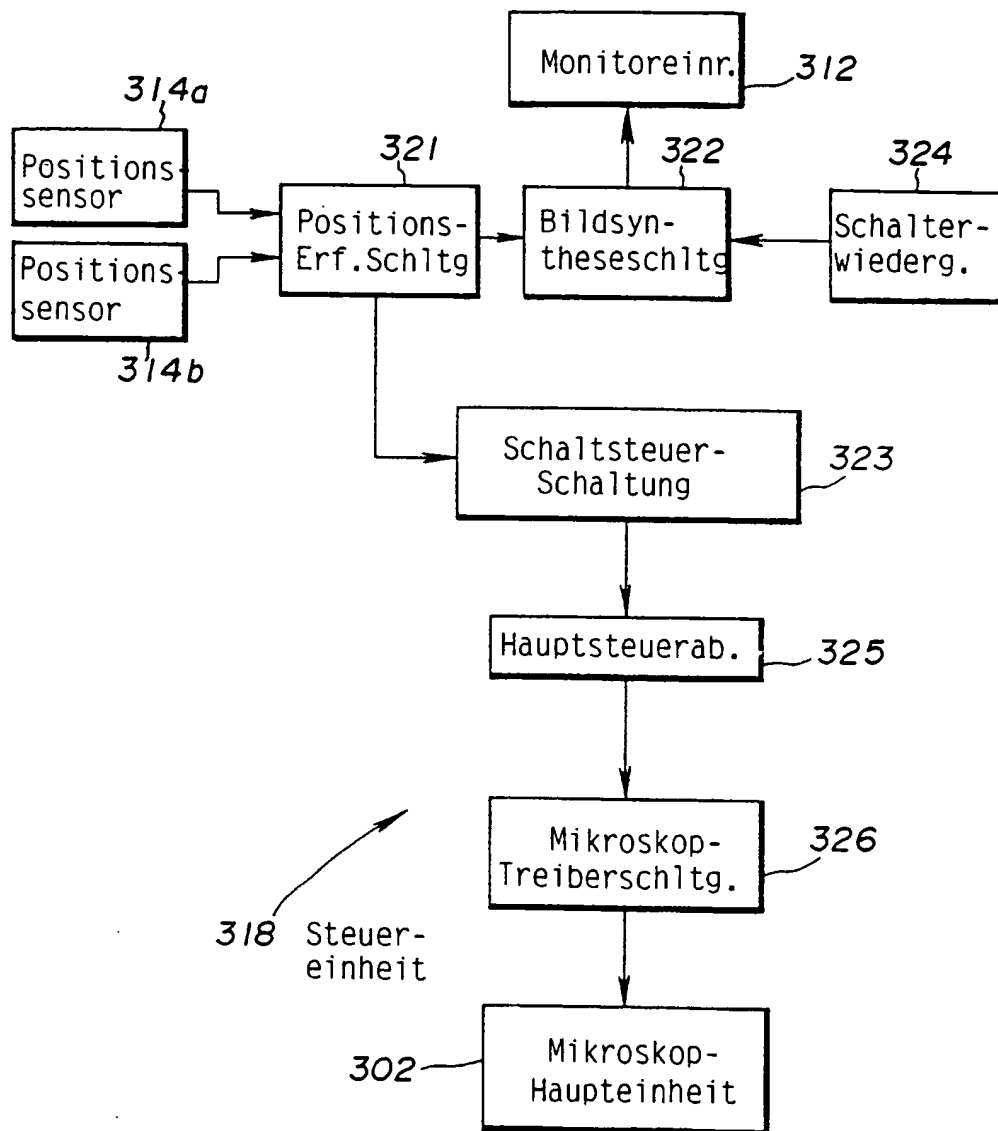 Monitoreinr.
312
314a
Positions-
sensor
321
Positions-
Erf.Schltg
322
Bildsyn-
theseschltg
324
Schalter-
wiederg.
Positions-
sensor
314b
Schaltsteuer-
Schaltung
323
Hauptsteuerab.
325
Mikroskop-
Treiberschltg.
326
318 Steuer-
einheit
302
Mikroskop-
Haupteinheit